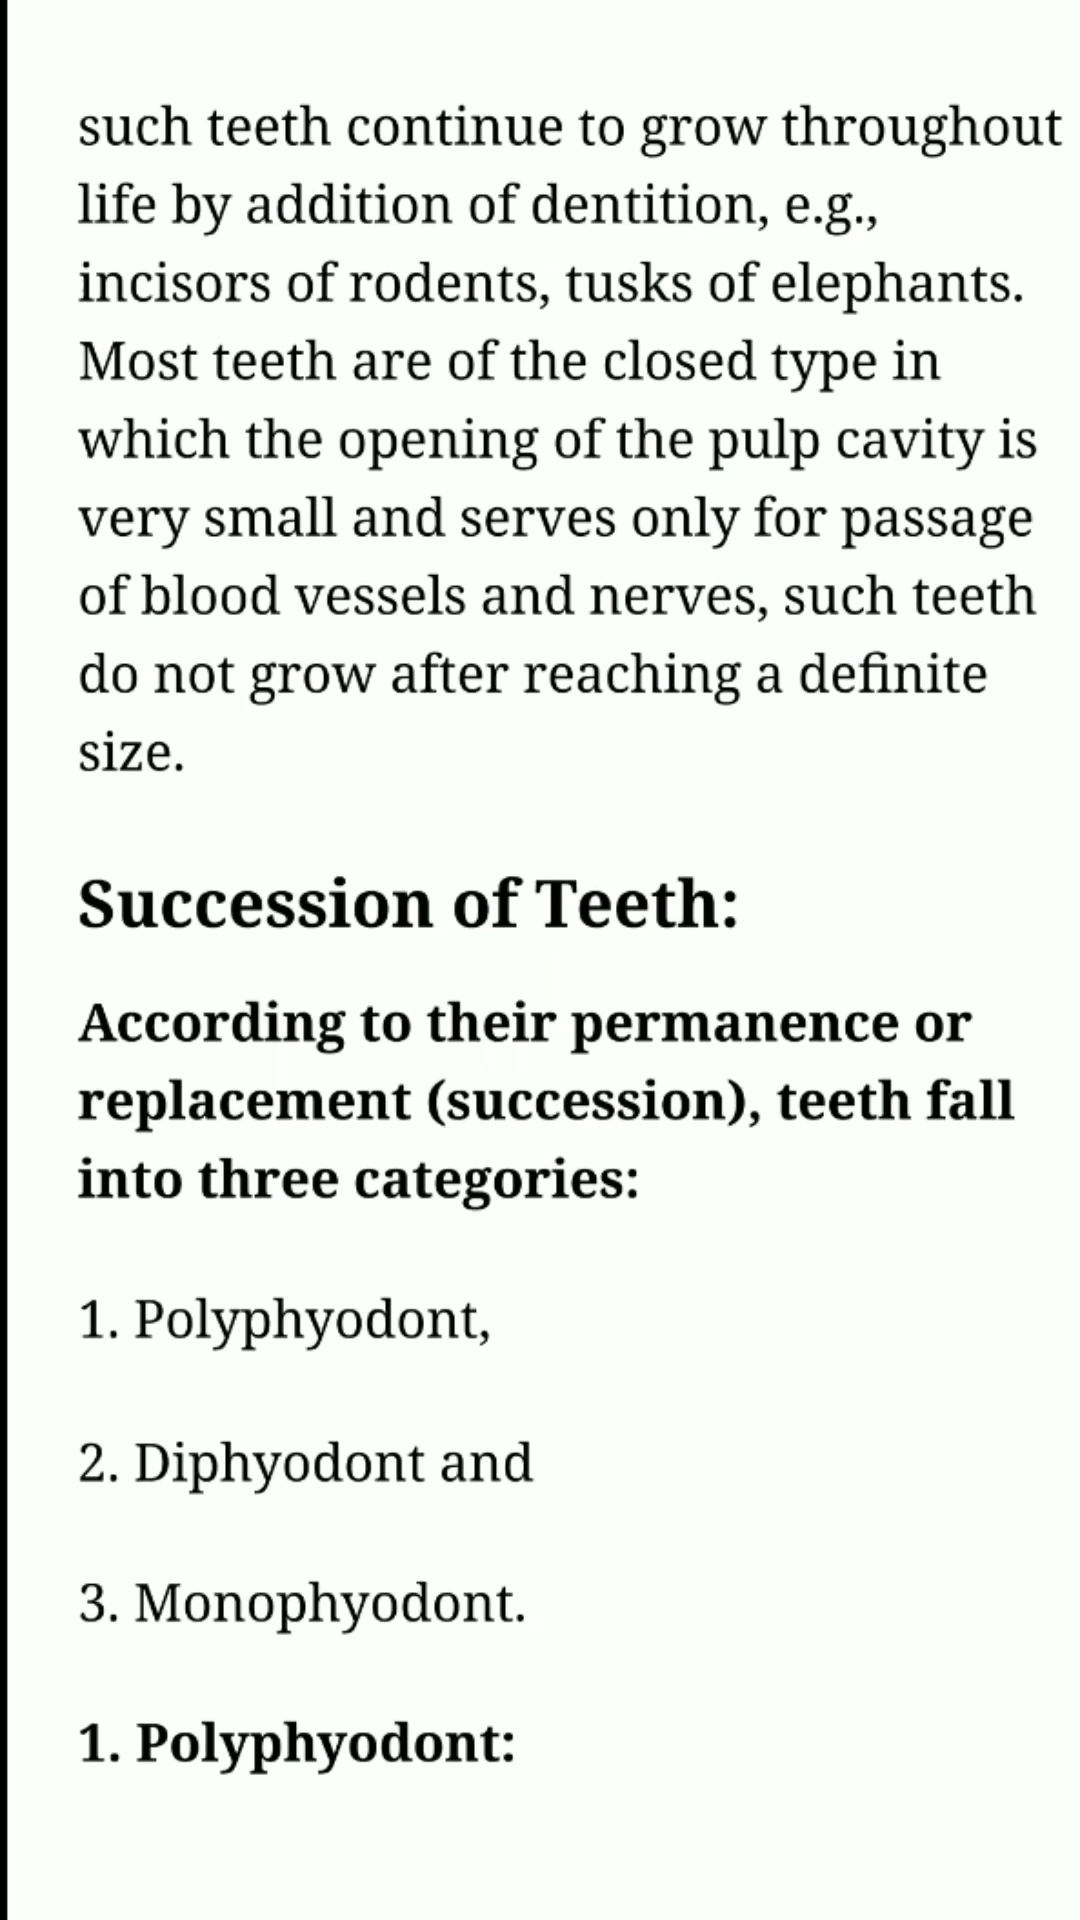 such teeth continue to grow throughout
life by addition of dentition, e.g.,
incisors of rodents, tusks of elephants.
Most teeth are of the closed type in
which the opening of the pulp cavity is
very small and serves only for passage
of blood vessels and nerves, such teeth
do not grow after reaching a definite
size.
Succession of Teeth:
According to their permanence or
replacement (succession), teeth fall
into three categories:
1. Polyphyodont,
2. Diphyodont and
3. Monophyodont.
1. Polyphyodont: